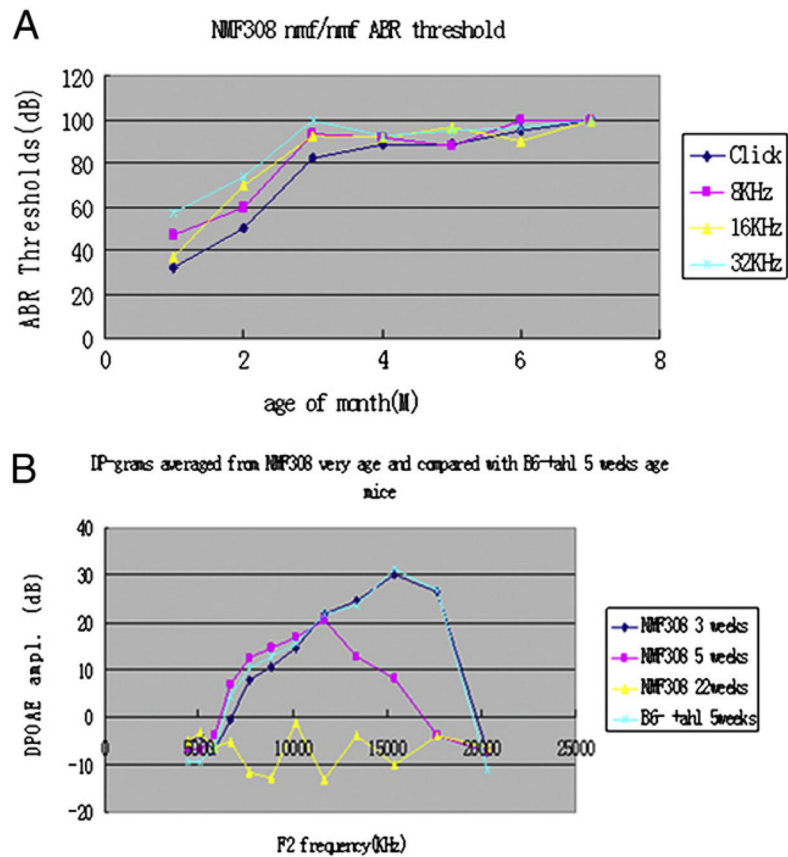 A
NMF308 nmf/nmf ABR threshold
120
100
80
60
40
20
0
0 2 4 6 8
ABR Thresholds(dB)
age of month(M)
Click
8KHz
16KHz
32KHz
B
DP-grams averaged from NMF308 very age and compared with B6-+ahl 5 weeks age
mice
40
30
20
10
0
-10
-20
0 5000 10000 15000 20000 25000
DPOAE ampl. (dB)
F2 frequency(KHz)
NMF308 3 weeks
NMF308 5 weeks
NMF308 22weeks
B6- +ahl 5weeks